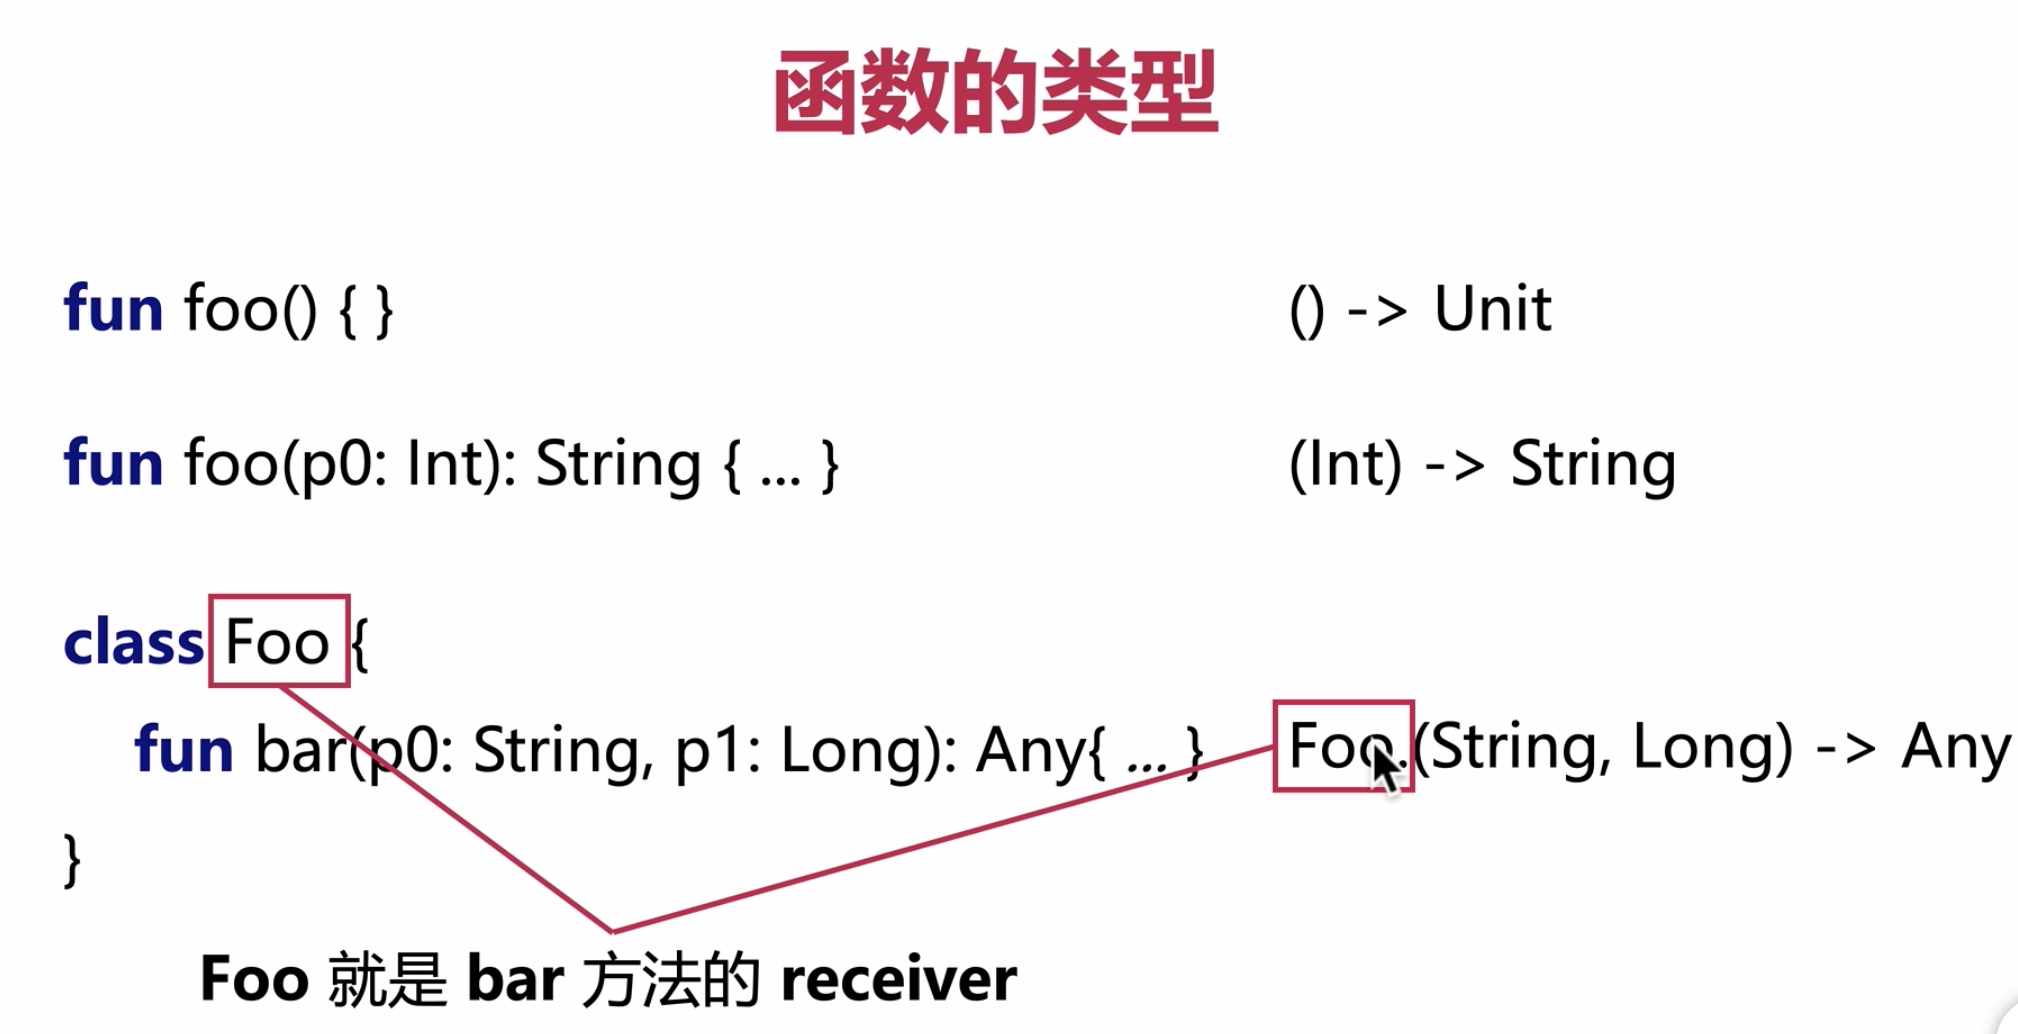 函数的类型
fun foo() { }
() -> Unit
fun foo(p0: Int): String { ... }
(Int) -> String
class Foo {
fun bar(p0: String, p1: Long): Any{ ... }
Foo.(String, Long) -> Any
}
Foo 就是 bar 方法的 receiver